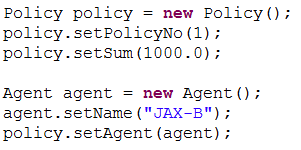 Policy policy = new Policy();
policy.setPolicyNo(1);
policy.setSum(1000.0);
Agent agent = new Agent();
agent.setName("JAX-B");
policy.setAgent(agent);